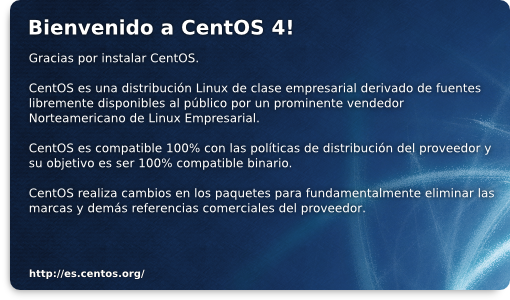 Bienvenido a CentOS 4!
Gracias por instalar CentOS.
CentOS es una distribución Linux de clase empresarial derivado de fuentes
libremente disponibles al público por un prominente vendedor
Norteamericano de Linux Empresarial.
CentOS es compatible 100% con las políticas de distribución del proveedor y
su objetivo es ser 100% compatible binario.
CentOS realiza cambios en los paquetes para fundamentalmente eliminar las
marcas y demás referencias comerciales del proveedor.
http://es.centos.org/